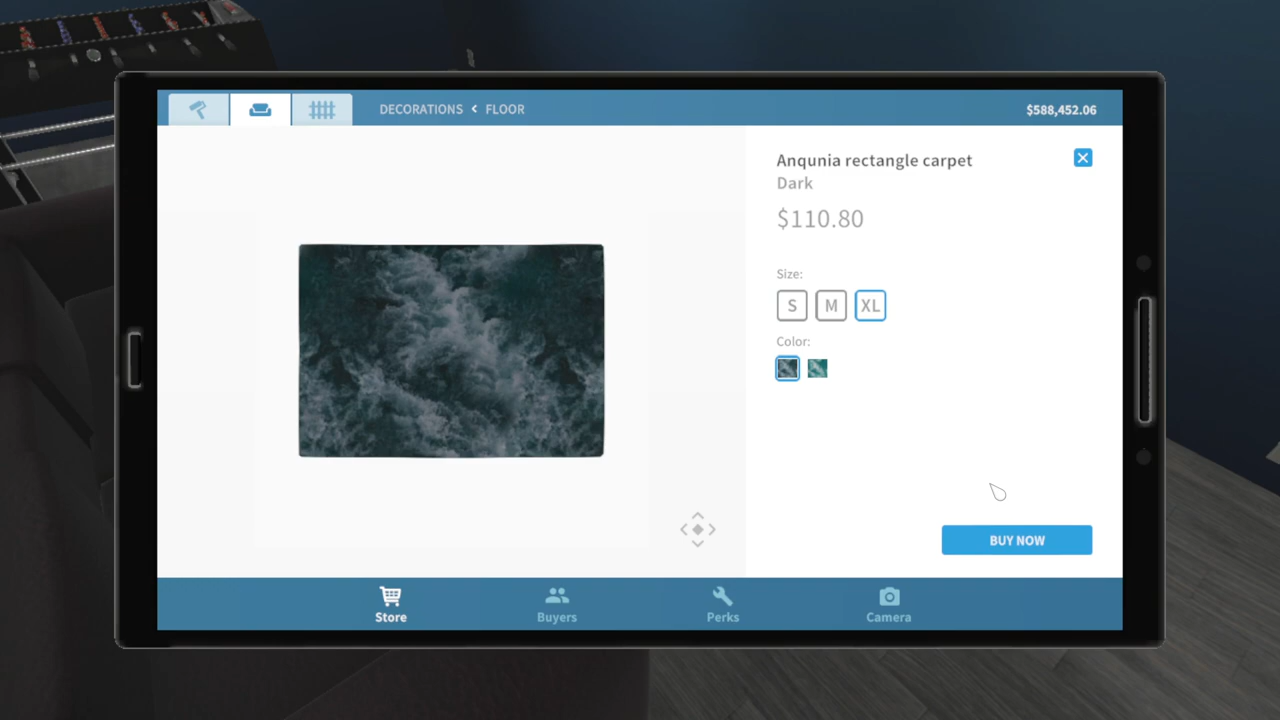 DECORATIONS < FLOOR
$588,452.06
Anqunia rectangle carpet
Dark
$110.80
Size:
S M XL
Color:
BUY NOW
Store Buyers Perks Camera